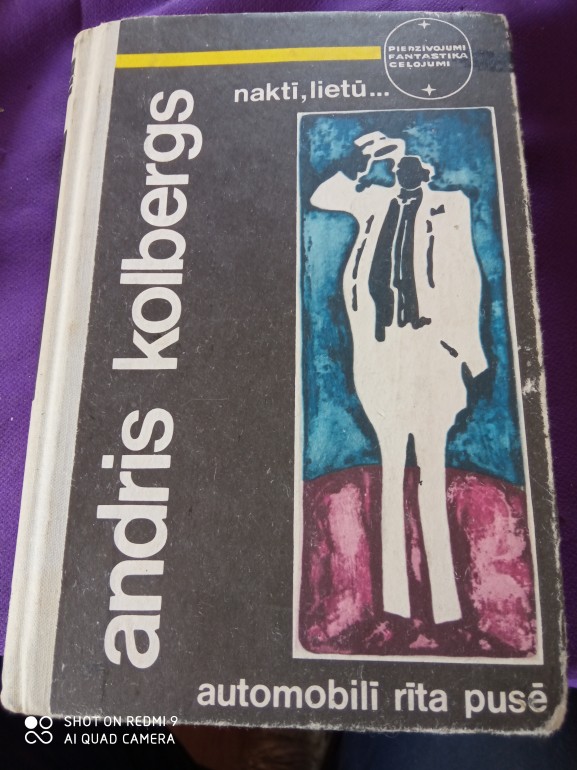 PIEDZĪVOJUMI
FANTASTIKA
CEĻOJUMI
naktī, lietū...
andris kolbergs
automobilī rīta pusē
SHOT ON REDMI 9
AI QUAD CAMERA